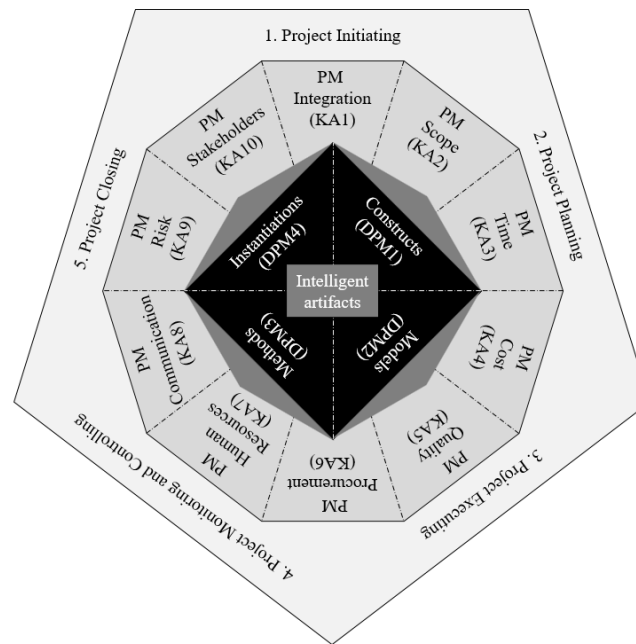 1. Project Initiating
2. Project Planning
3. Project Executing
4. Project Monitoring and Controlling
5. Project Closing
PM
Integration
(KA1)
PM
Scope
(KA2)
PM
Time
(KA3)
PM
Cost
(KA4)
PM
Quality
(KA5)
PM
Procurement
(KA6)
PM
Human
Resources
(KA7)
PM
Communication
(KA8)
PM
Risk
(KA9)
PM
Stakeholders
(KA10)
Constructs
(DPM1)
Models
(DPM2)
Methods
(DPM3)
Instantiations
(DPM4)
Intelligent
artifacts